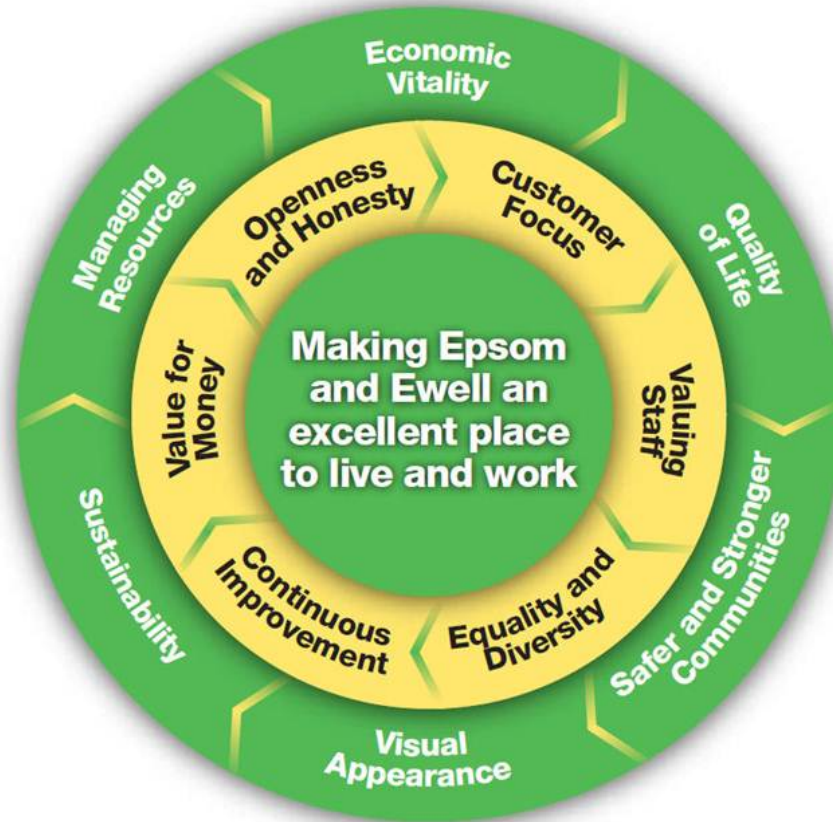 Economic
Vitality
Quality
of Life
Safer and Stronger
Communities
Visual
Appearance
Sustainability
Managing
Resources
Openness
and Honesty
Customer
Focus
Valuing
Staff
Equality and
Diversity
Continuous
Improvement
Value for
Money
Making Epsom
and Ewell an
excellent place
to live and work